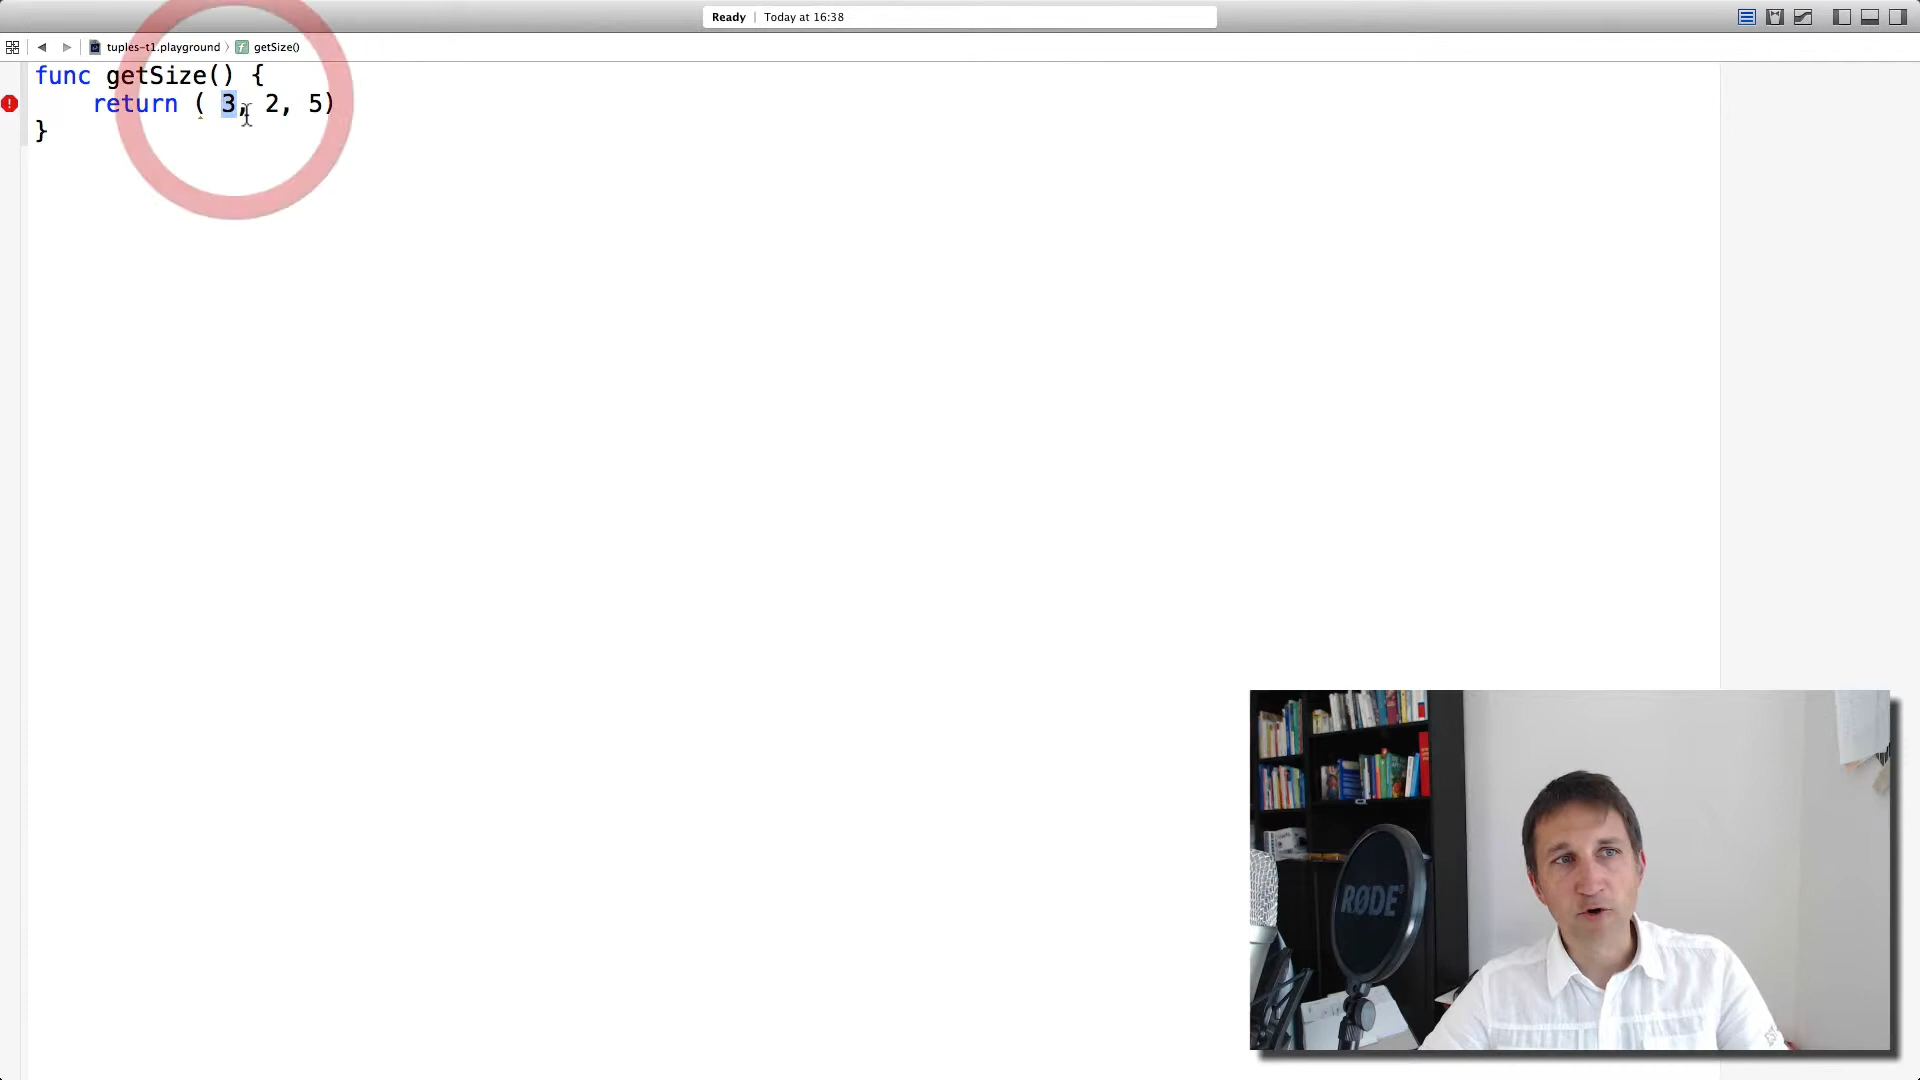 Ready | Today at 16:38
tuples-t1.playground 〉 f getSize()
func getSize() {
return ( 3, 2, 5)
}
RØDE